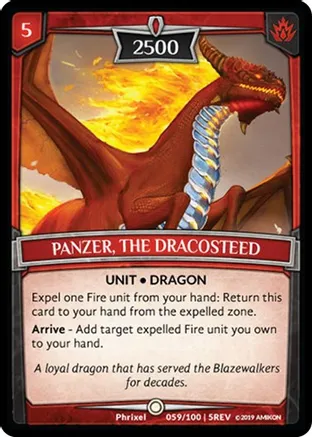 5
2500
PANZER, THE DRACOSTEED
UNIT • DRAGON
Expel one Fire unit from your hand: Return this
card to your hand from the expelled zone.
Arrive - Add target expelled Fire unit you own
to your hand.
A loyal dragon that has served the Blazewalkers
for decades.
Phrixel 059/100 | 5REV ©2019 AMIKON